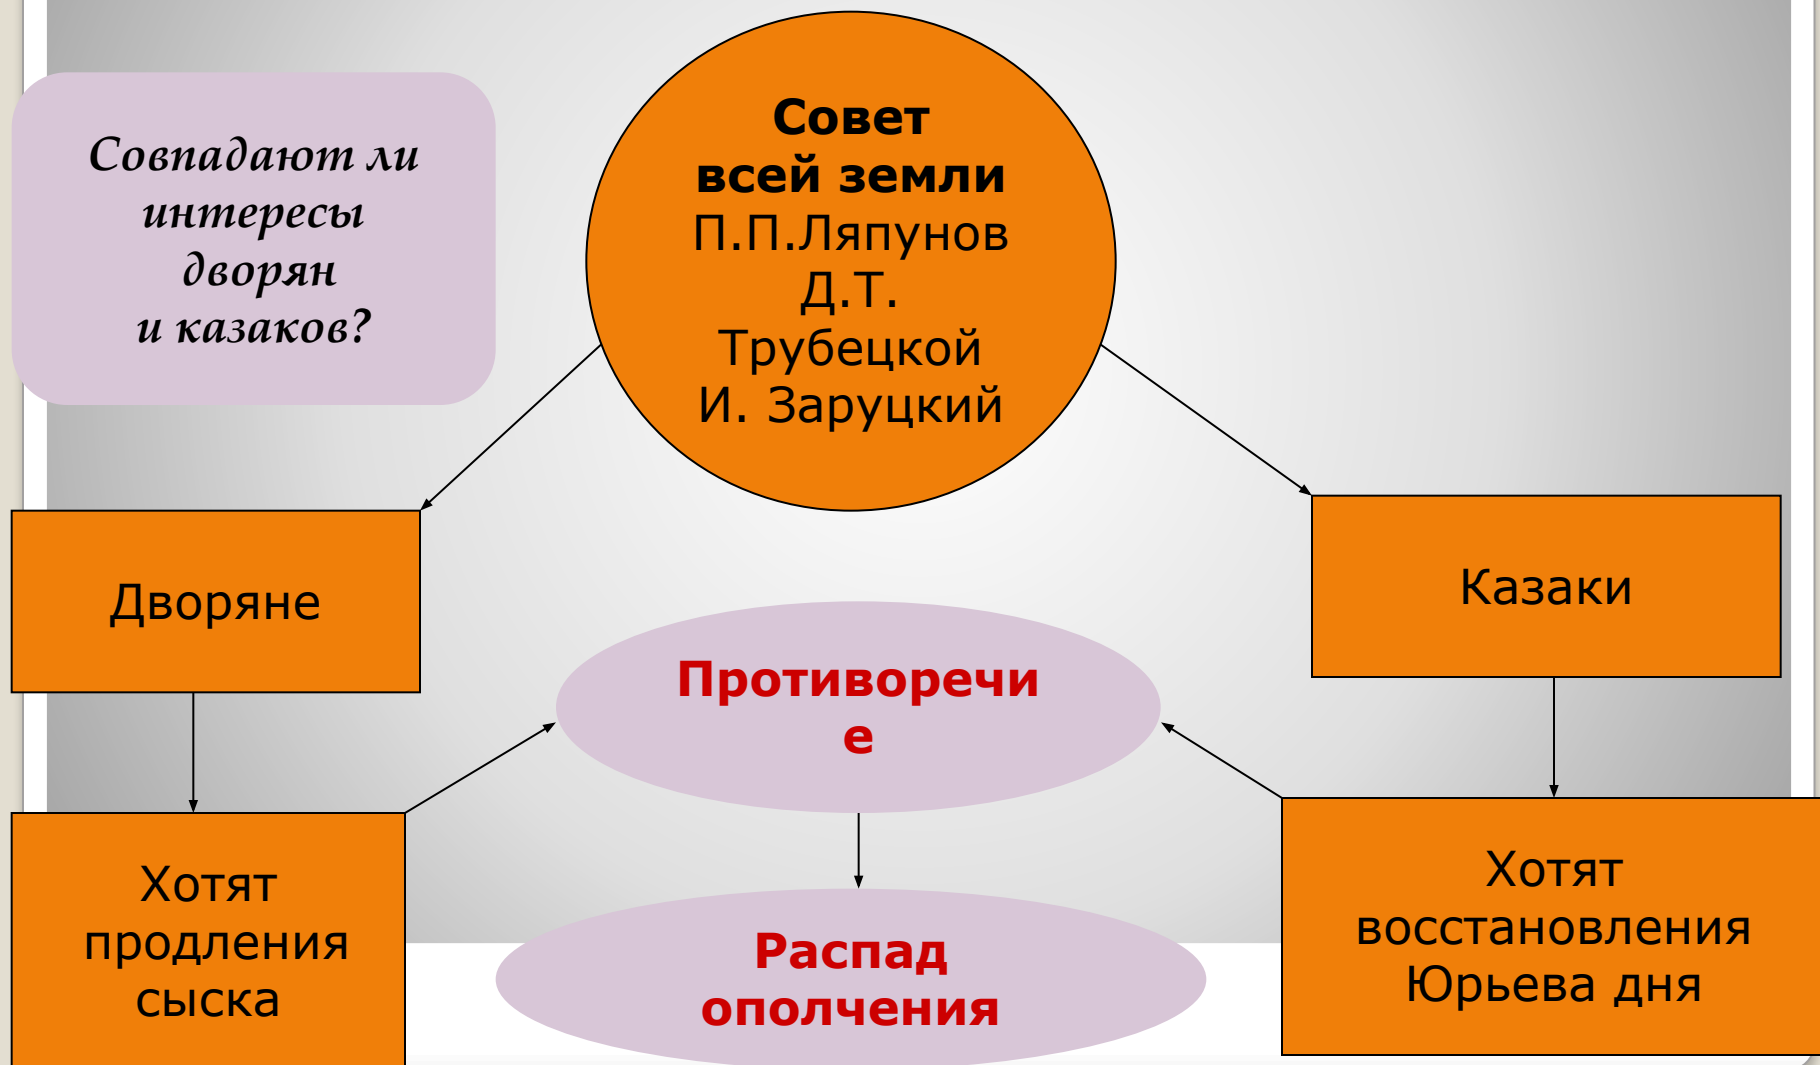 Совпадают ли
интересы
дворян
и казаков?
Совет
всей земли
П.П.Ляпунов
Д.Т.
Трубецкой
И. Заруцкий
Дворяне
Казаки
Противоречи
е
Хотят
продления
сыска
Распад
ополчения
Хотят
восстановления
Юрьева дня